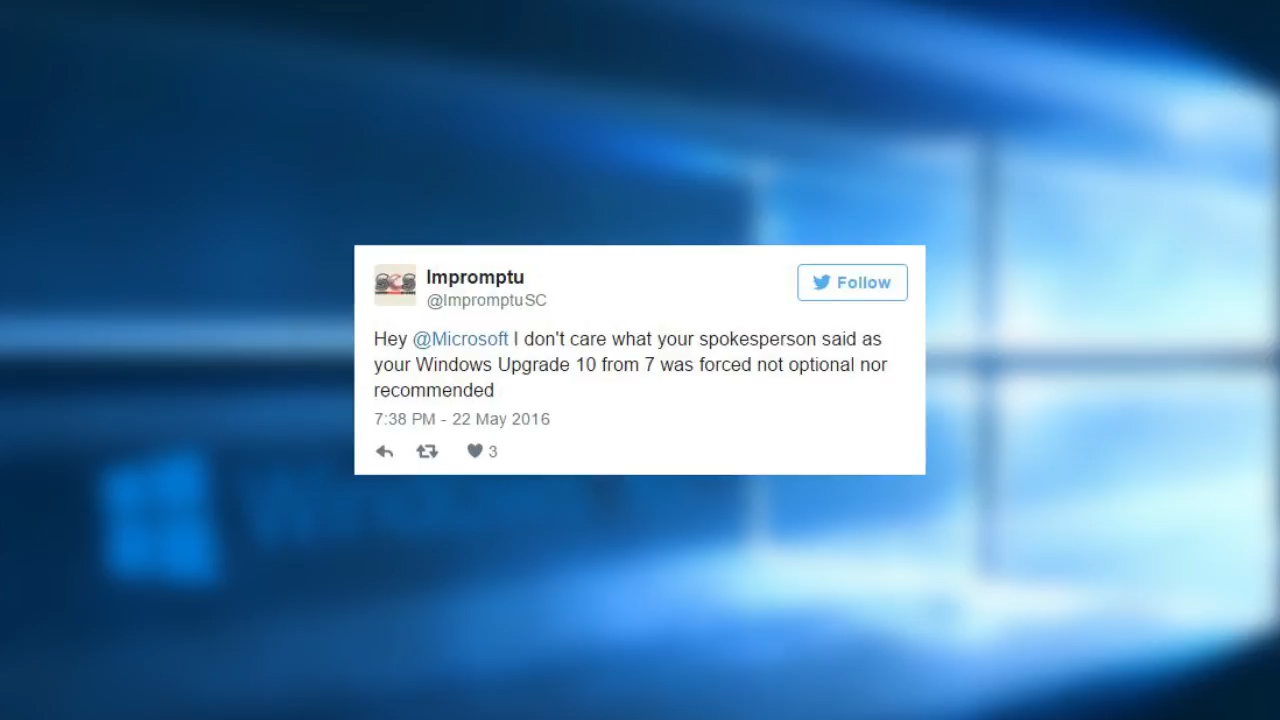 Impromptu
Follow
@ImpromptuSC
Hey @Microsoft I don't care what your spokesperson said as
your Windows Upgrade 10 from 7 was forced not optional nor
recommended
7:38 PM - 22 May 2016
3